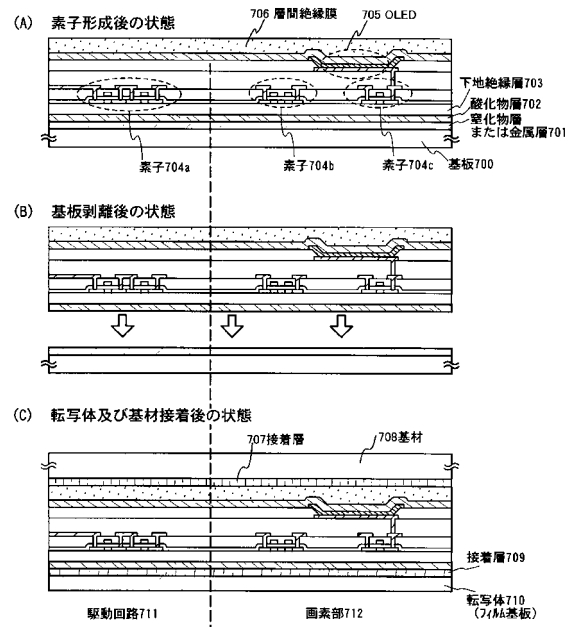 (A) 素子形成後の状態
706 層間絶縁膜
705 OLED
下地絶縁層703
酸化物層702
窒化物層
または金属層701
素子704a
素子704b
素子704c
基板700
(B) 基板剥離後の状態
(C) 転写体及び基材接着後の状態
707接着層
708基材
接着層709
転写体710
(フィルム基板)
駆動回路711
画素部712